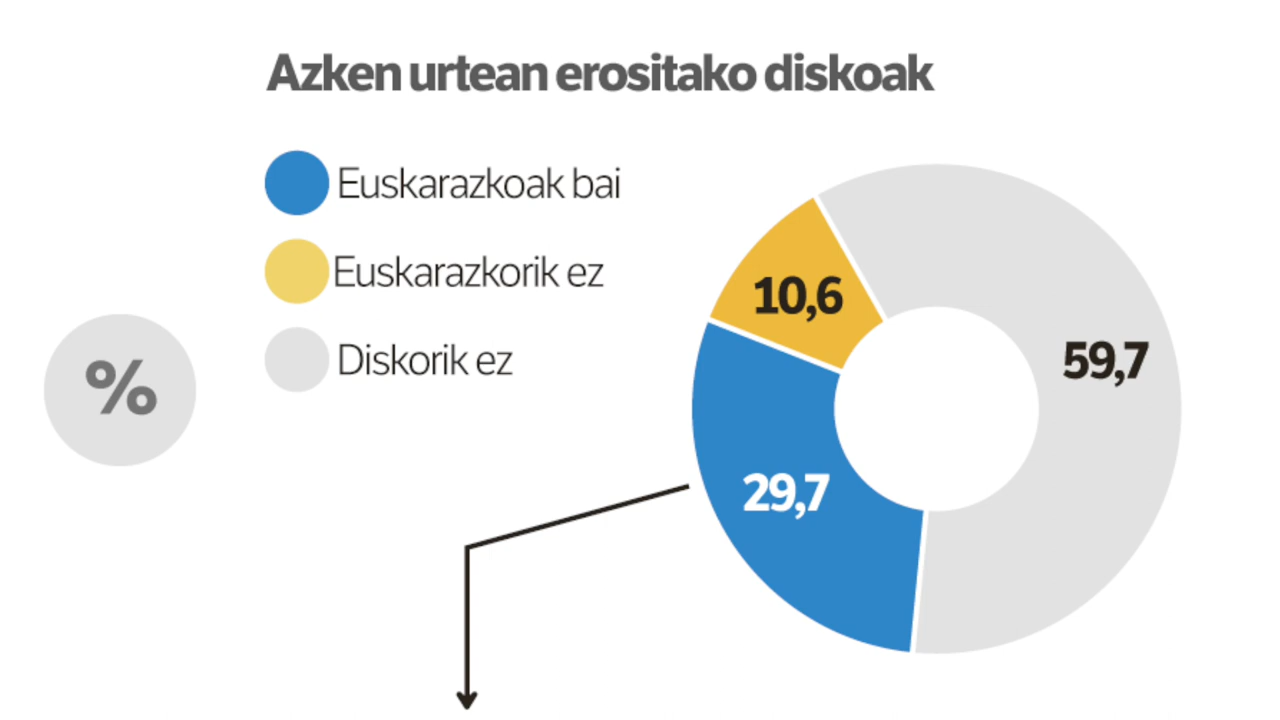 Azken urtean erositako diskoak
Euskarazkoak bai
Euskarazkorik ez
Diskorik ez
%
10,6
59,7
29,7